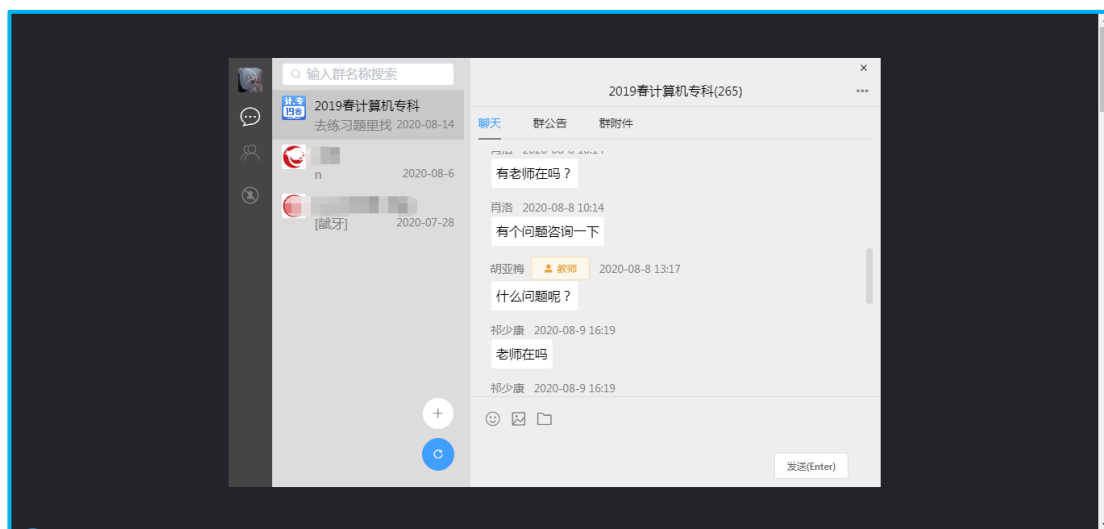 输入群名称搜索
计.专
19春
2019春计算机专科
去练习题里找 2020-08-14
n 2020-08-6
[龇牙] 2020-07-28
×
2019春计算机专科(265)
聊天 群公告 群附件
有老师在吗？
肖洛 2020-08-8 10:14
有个问题咨询一下
胡亚梅 教师 2020-08-8 13:17
什么问题呢？
祁少康 2020-08-9 16:19
老师在吗
祁少康 2020-08-9 16:19
发送(Enter)